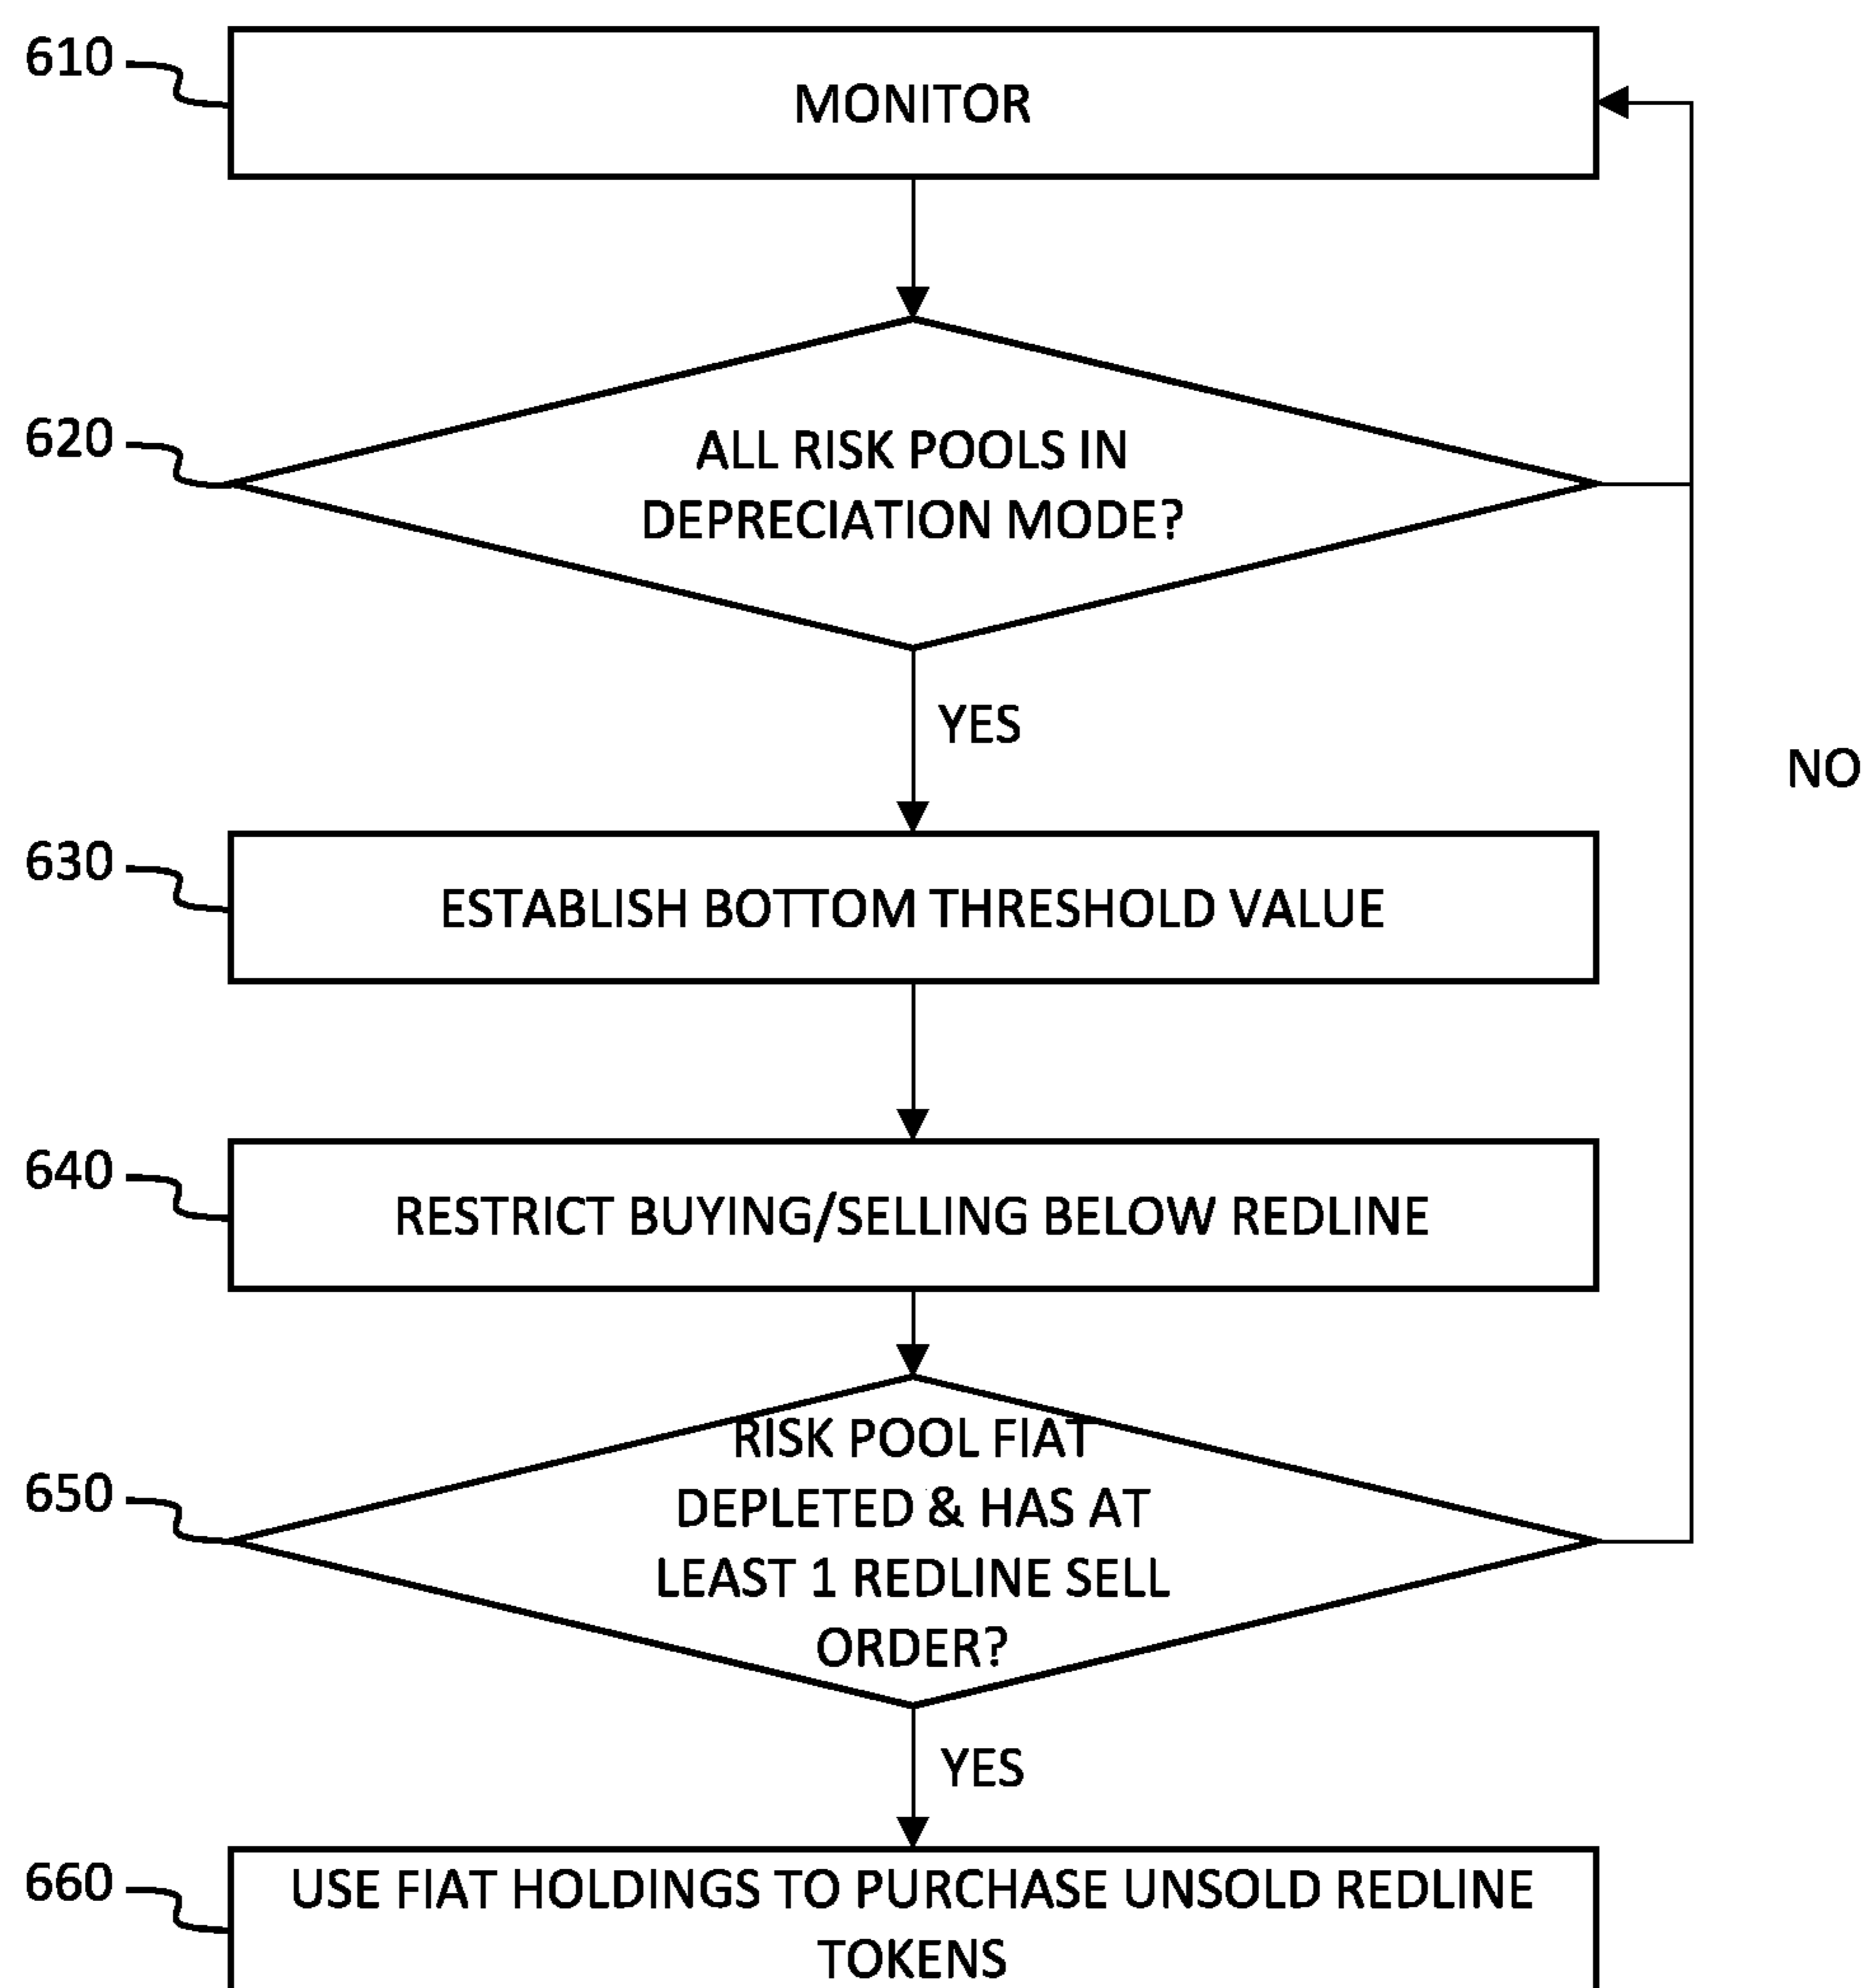 610
MONITOR
620
ALL RISK POOLS IN
DEPRECIATION MODE?
YES
NO
630
ESTABLISH BOTTOM THRESHOLD VALUE
640
RESTRICT BUYING/SELLING BELOW REDLINE
650
RISK POOL FIAT
DEPLETED & HAS AT
LEAST 1 REDLINE SELL
ORDER?
YES
660
USE FIAT HOLDINGS TO PURCHASE UNSOLD REDLINE
TOKENS